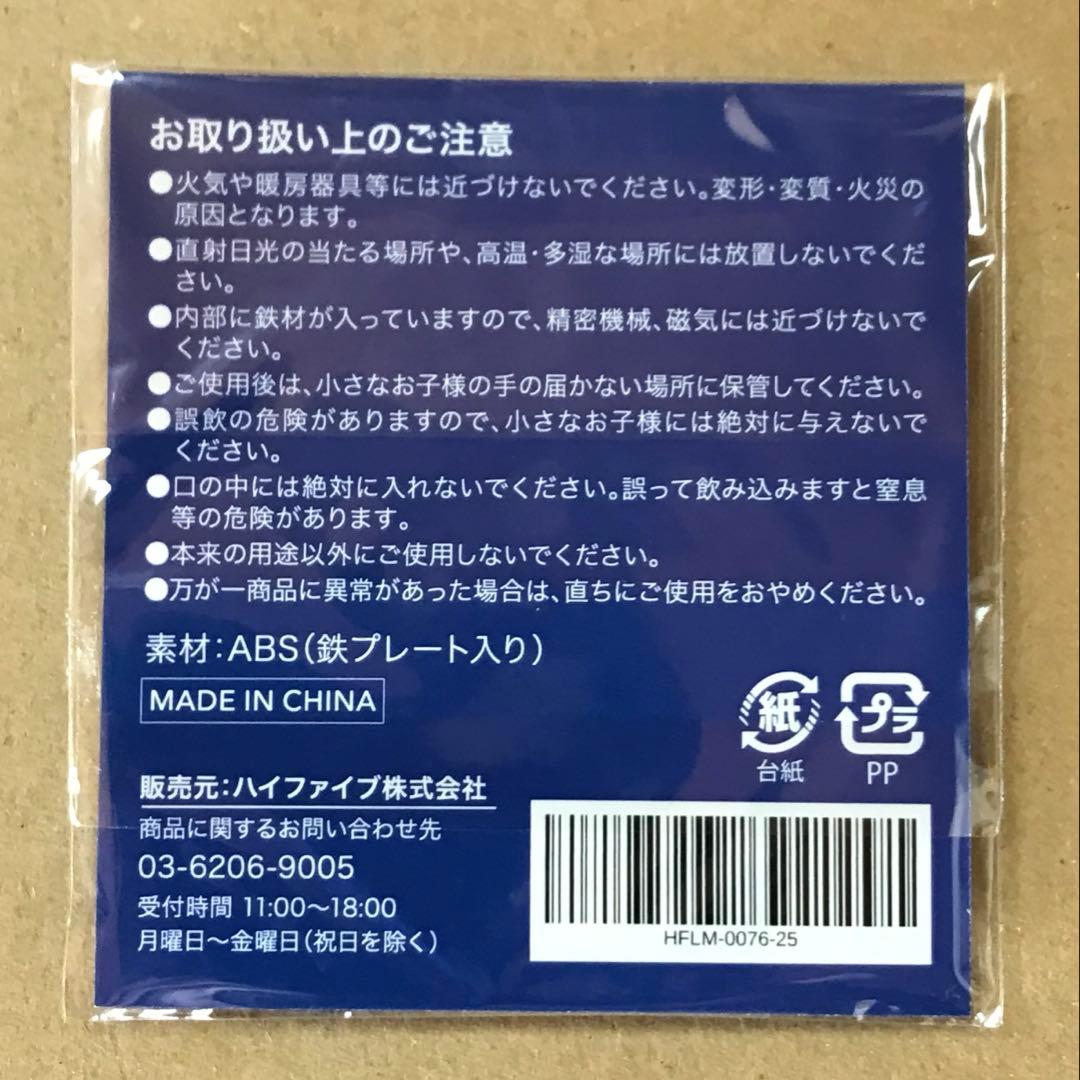 お取り扱い上のご注意
●火気や暖房器具等には近づけないでください。変形・変質・火災の
原因となります。
●直射日光の当たる場所や、高温・多湿な場所には放置しないでくだ
さい。
●内部に鉄材が入っていますので、精密機械、磁気には近づけないで
ください。
●ご使用後は、小さなお子様の手の届かない場所に保管してください。
●誤飲の危険がありますので、小さなお子様には絶対に与えないで
ください。
●口の中には絶対に入れないでください。誤って飲み込みますと窒息
等の危険があります。
●本来の用途以外にご使用しないでください。
●万が一商品に異常があった場合は、直ちにご使用をおやめください。
素材：ABS（鉄プレート入り）
MADE IN CHINA
紙
プラ
台紙
PP
販売元：ハイファイブ株式会社
商品に関するお問い合わせ先
03-6206-9005
受付時間 11:00～18:00
月曜日～金曜日（祝日を除く）
HFLM-0076-25